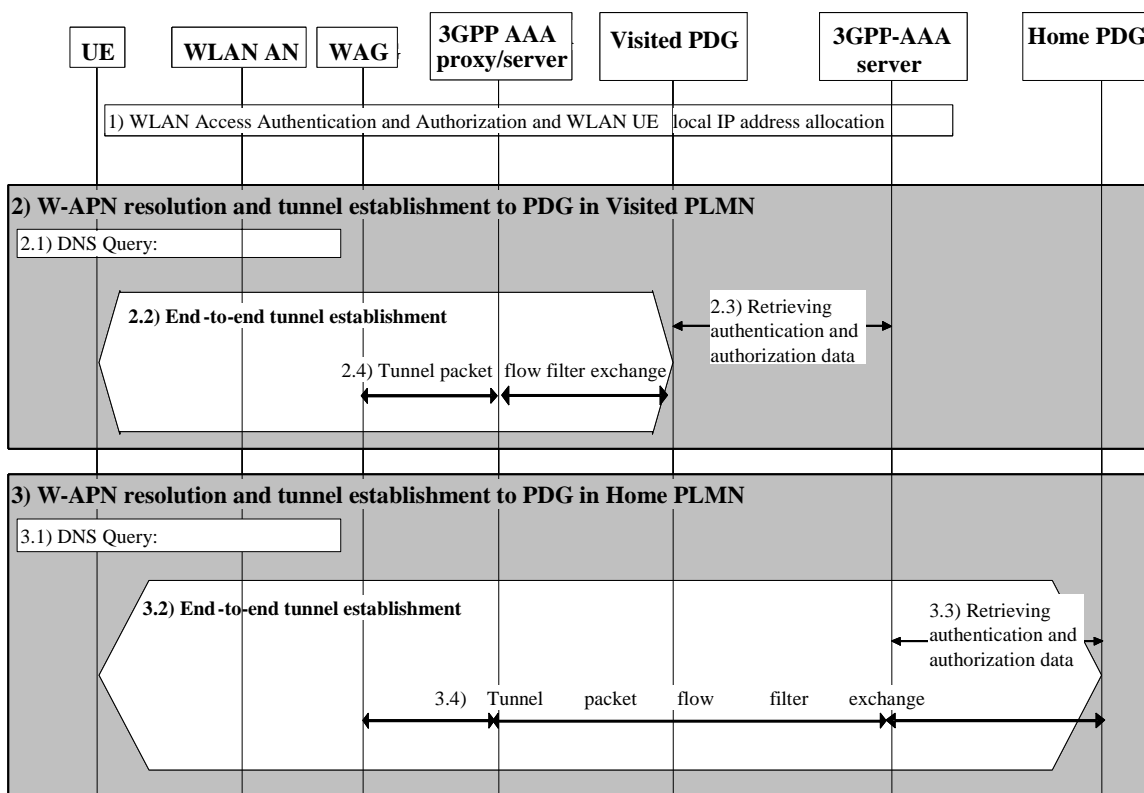 UE
WLAN AN
WAG
3GPP AAA
proxy/server
Visited PDG
3GPP-AAA
server
Home PDG
1) WLAN Access Authentication and Authorization and WLAN UE local IP address allocation
2) W-APN resolution and tunnel establishment to PDG in Visited PLMN
2.1) DNS Query:
2.2) End-to-end tunnel establishment
2.3) Retrieving
authentication and
authorization data
2.4) Tunnel packet flow filter exchange
3) W-APN resolution and tunnel establishment to PDG in Home PLMN
3.1) DNS Query:
3.2) End-to-end tunnel establishment
3.3) Retrieving
authentication and
authorization data
3.4) Tunnel packet flow filter exchange